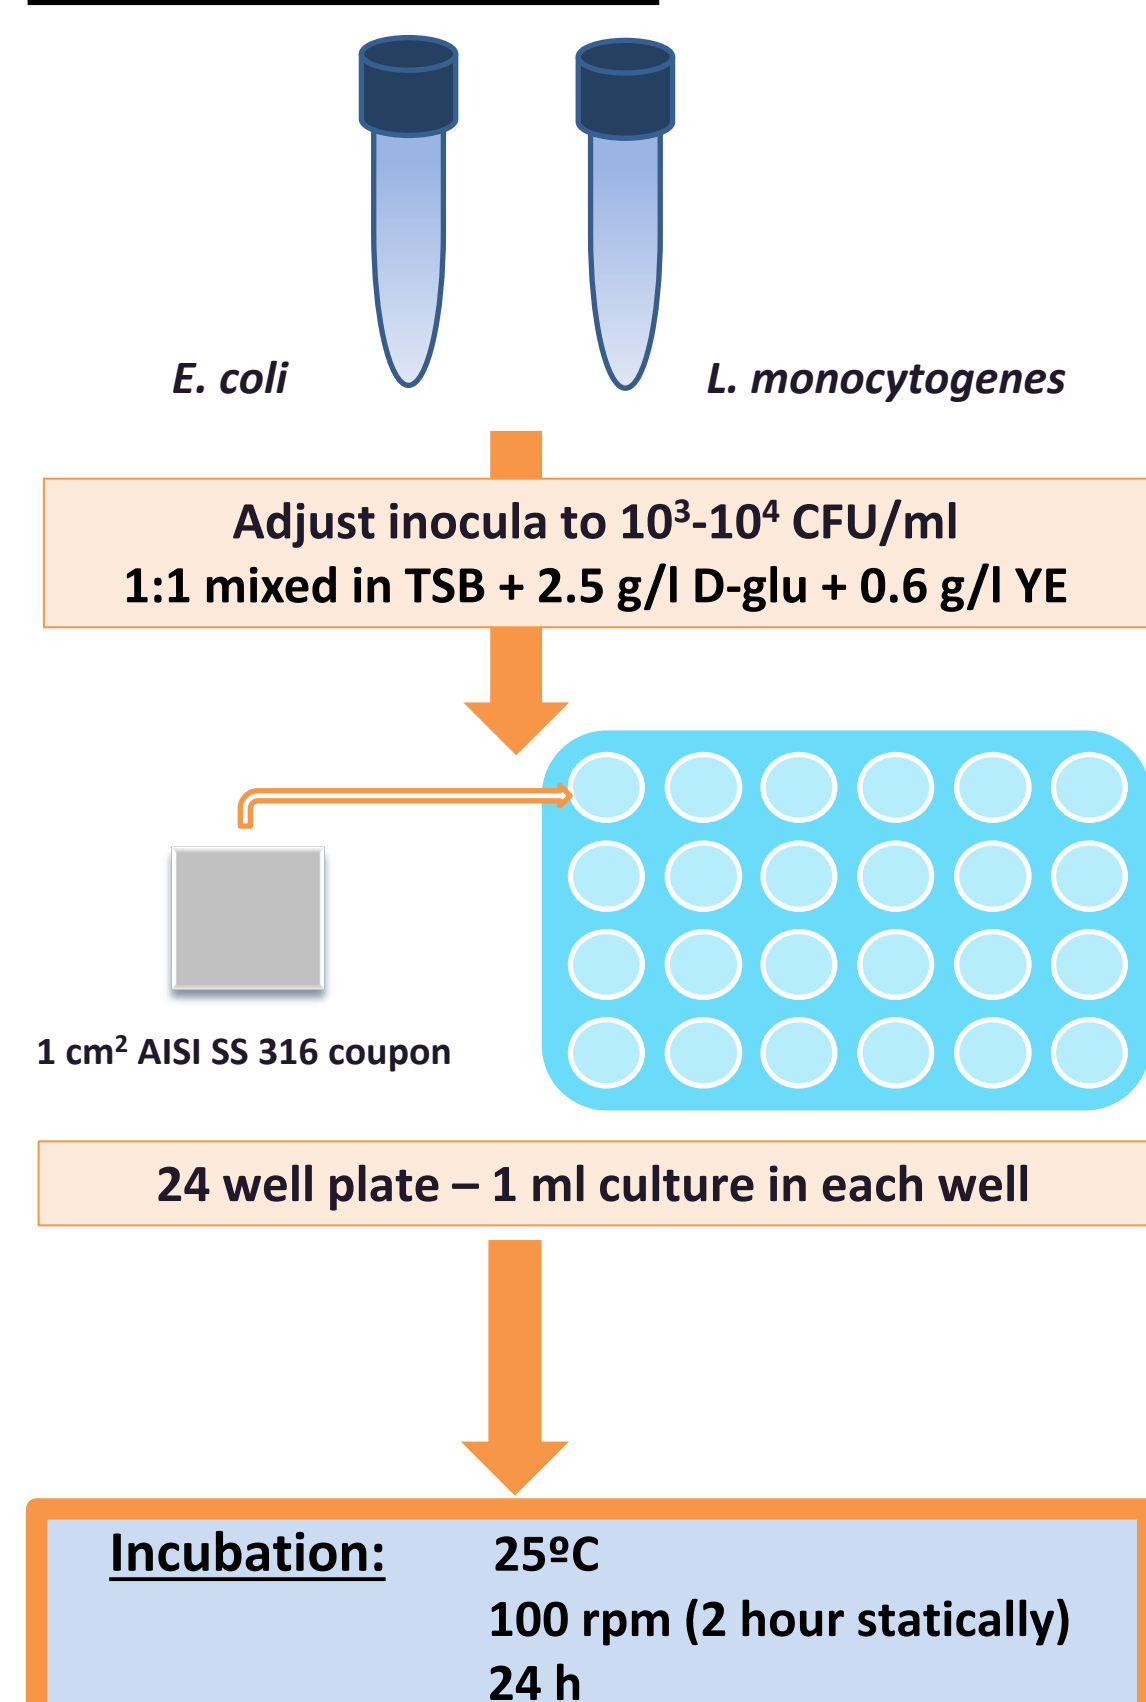 E. coli
L. monocytogenes
Adjust inocula to 10³-10⁴ CFU/ml
1:1 mixed in TSB + 2.5 g/l D-glu + 0.6 g/l YE
1 cm² AISI SS 316 coupon
24 well plate – 1 ml culture in each well
Incubation: 25ºC
100 rpm (2 hour statically)
24 h